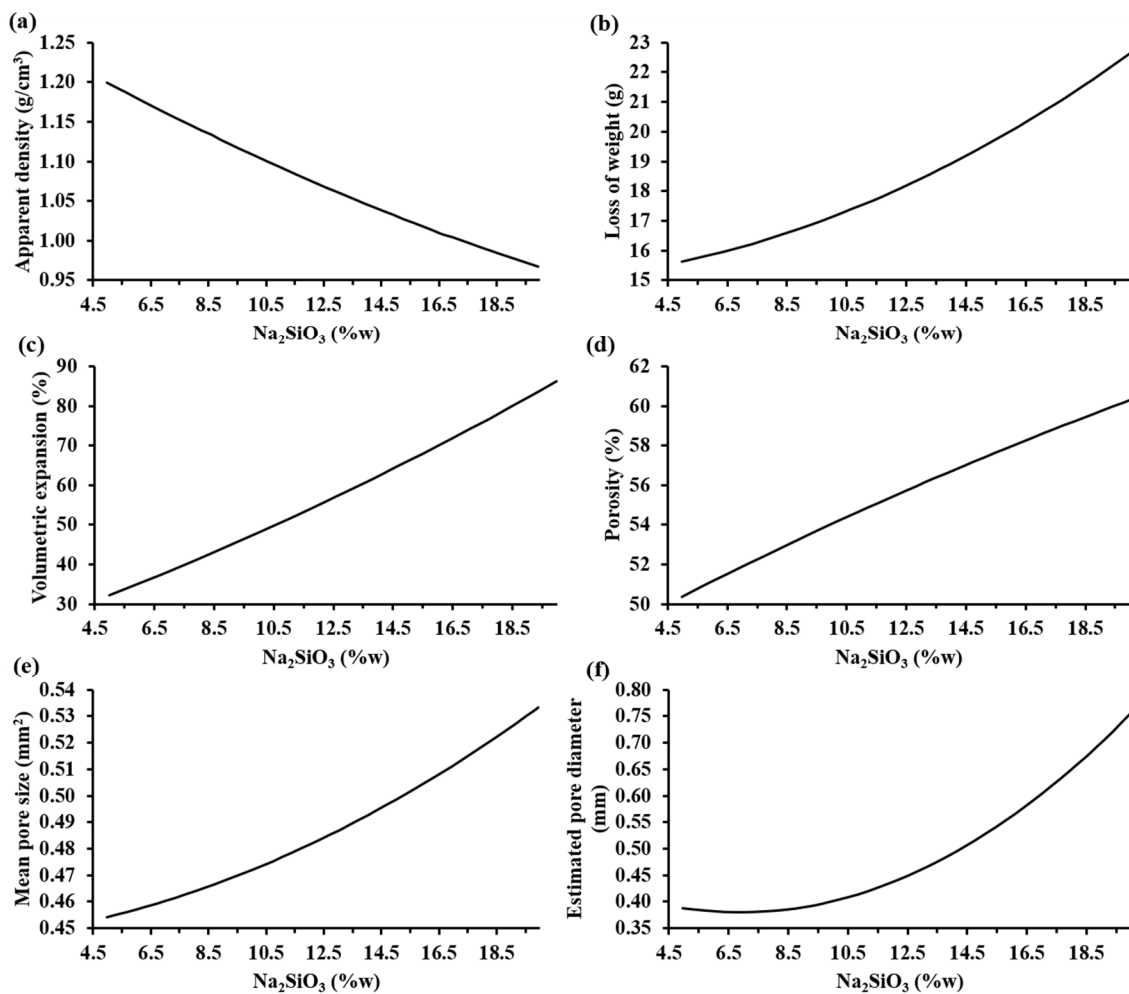 (a)
Apparent density (g/cm³)
1.25
1.20
1.15
1.10
1.05
1.00
0.95
4.5 6.5 8.5 10.5 12.5 14.5 16.5 18.5
Na₂SiO₃ (%w)
(b)
Loss of weight (g)
23
22
21
20
19
18
17
16
15
4.5 6.5 8.5 10.5 12.5 14.5 16.5 18.5
Na₂SiO₃ (%w)
(c)
Volumetric expansion (%)
90
80
70
60
50
40
30
4.5 6.5 8.5 10.5 12.5 14.5 16.5 18.5
Na₂SiO₃ (%w)
(d)
Porosity (%)
62
60
58
56
54
52
50
4.5 6.5 8.5 10.5 12.5 14.5 16.5 18.5
Na₂SiO₃ (%w)
(e)
Mean pore size (mm²)
0.54
0.53
0.52
0.51
0.50
0.49
0.48
0.47
0.46
0.45
4.5 6.5 8.5 10.5 12.5 14.5 16.5 18.5
Na₂SiO₃ (%w)
(f)
Estimated pore diameter
(mm)
0.80
0.75
0.70
0.65
0.60
0.55
0.50
0.45
0.40
0.35
4.5 6.5 8.5 10.5 12.5 14.5 16.5 18.5
Na₂SiO₃ (%w)